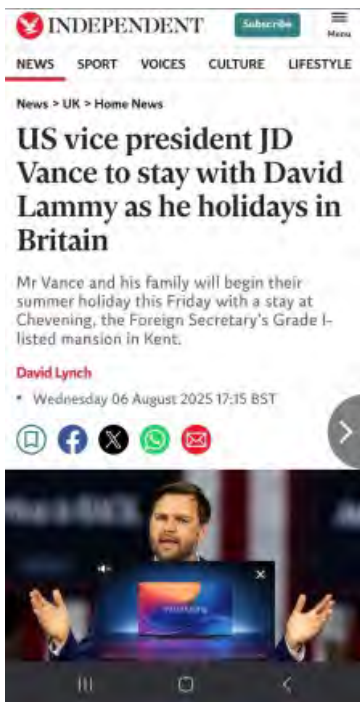 INDEPENDENT
Subscribe
Menu
NEWS SPORT VOICES CULTURE LIFESTYLE
News > UK > Home News
US vice president JD
Vance to stay with David
Lammy as he holidays in
Britain
Mr Vance and his family will begin their
summer holiday this Friday with a stay at
Chevening, the Foreign Secretary's Grade I-
listed mansion in Kent.
David Lynch
• Wednesday 06 August 2025 17:15 BST
Introducing